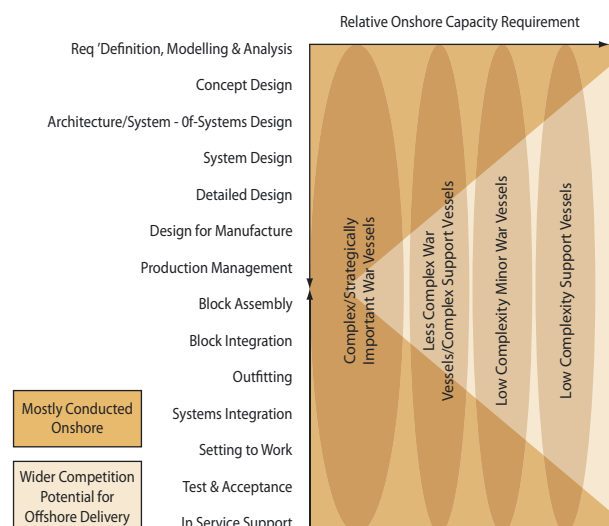 Relative Onshore Capacity Requirement
Req 'Definition, Modelling & Analysis
Concept Design
Architecture/System - 0f-Systems Design
System Design
Detailed Design
Design for Manufacture
Production Management
Block Assembly
Block Integration
Outfitting
Systems Integration
Setting to Work
Test & Acceptance
In Service Support
Complex/Strategically
Important War Vessels
Less Complex War
Vessels/Complex Support Vessels
Low Complexity Minor War Vessels
Low Complexity Support Vessels
Mostly Conducted
Onshore
Wider Competition
Potential for
Offshore Delivery